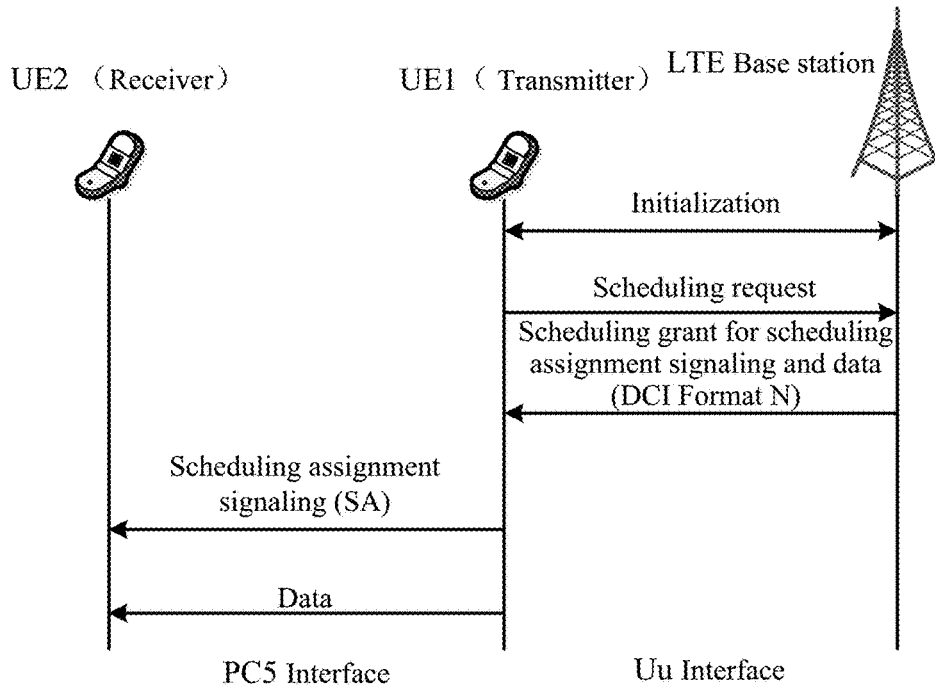 UE2 （Receiver）
UE1（ Transmitter）
LTE Base station
Initialization
Scheduling request
Scheduling grant for scheduling
assignment signaling and data
(DCI Format N)
Scheduling assignment
signaling (SA)
Data
PC5 Interface
Uu Interface